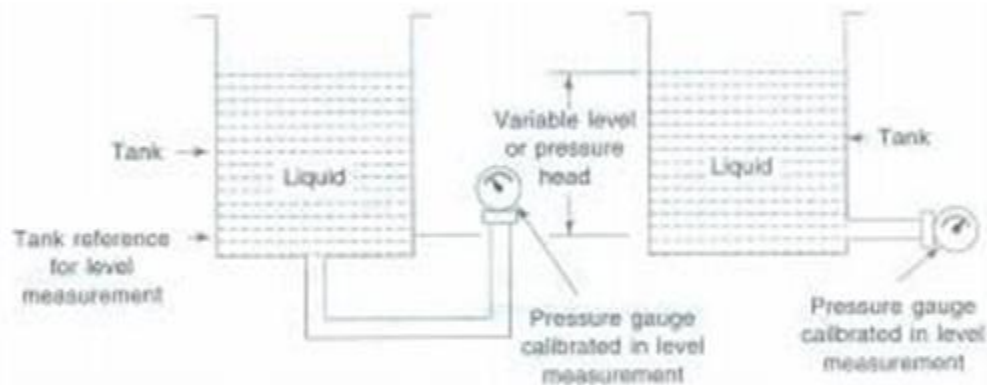 Tank
Liquid
Tank reference
for level
measurement
Variable level
or pressure
head
Pressure gauge
calibrated in level
measurement
Liquid
Tank
Pressure gauge
calibrated in level
measurement